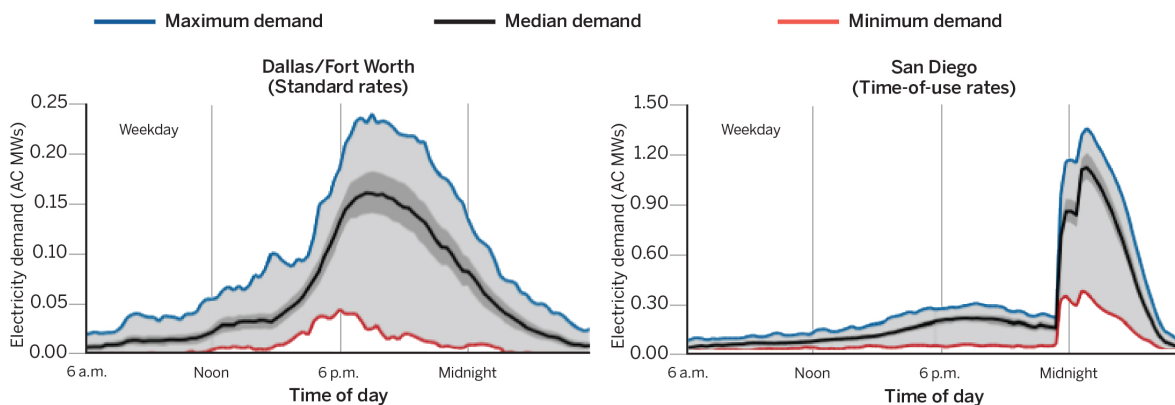 Maximum demand Median demand Minimum demand
Dallas/Fort Worth
(Standard rates)
Electricity demand (AC MWs)
0.25
0.20
0.15
0.10
0.05
0.00
Weekday
6 a.m. Noon 6 p.m. Midnight
Time of day
San Diego
(Time-of-use rates)
Electricity demand (AC MWs)
1.50
1.20
0.90
0.60
0.30
0.00
Weekday
6 a.m. Noon 6 p.m. Midnight
Time of day